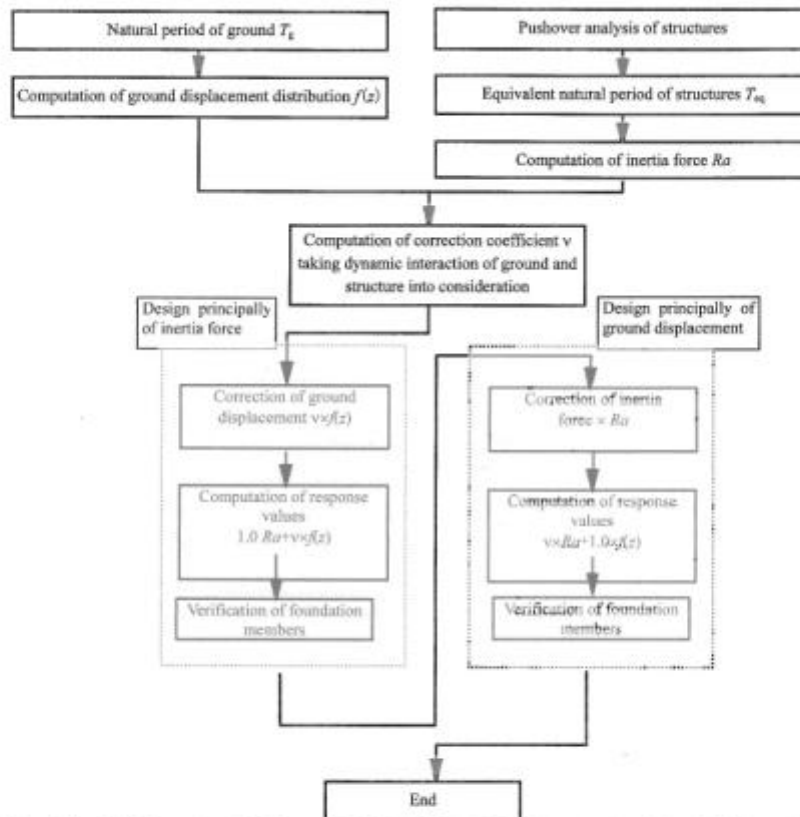 Natural period of ground Tg
Pushover analysis of structures
Computation of ground displacement distribution f(z)
Equivalent natural period of structures Teq
Computation of inertia force Ra
Computation of correction coefficient ν
taking dynamic interaction of ground and
structure into consideration
Design principally
of inertia force
Design principally of
ground displacement
Correction of ground
displacement ν×f(z)
Computation of response
values
1.0 Ra+ν×f(z)
Verification of foundation
members
Correction of inertia
force × Ra
Computation of response
values
ν×Ra+1.0×f(z)
Verification of foundation
members
End